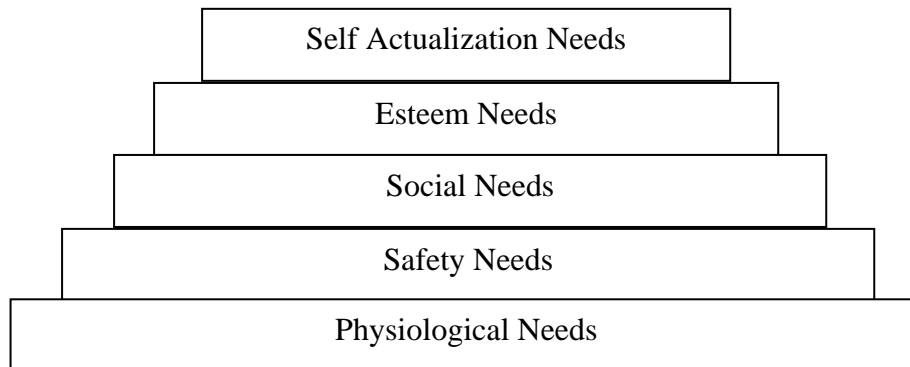 Self Actualization Needs
Esteem Needs
Social Needs
Safety Needs
Physiological Needs